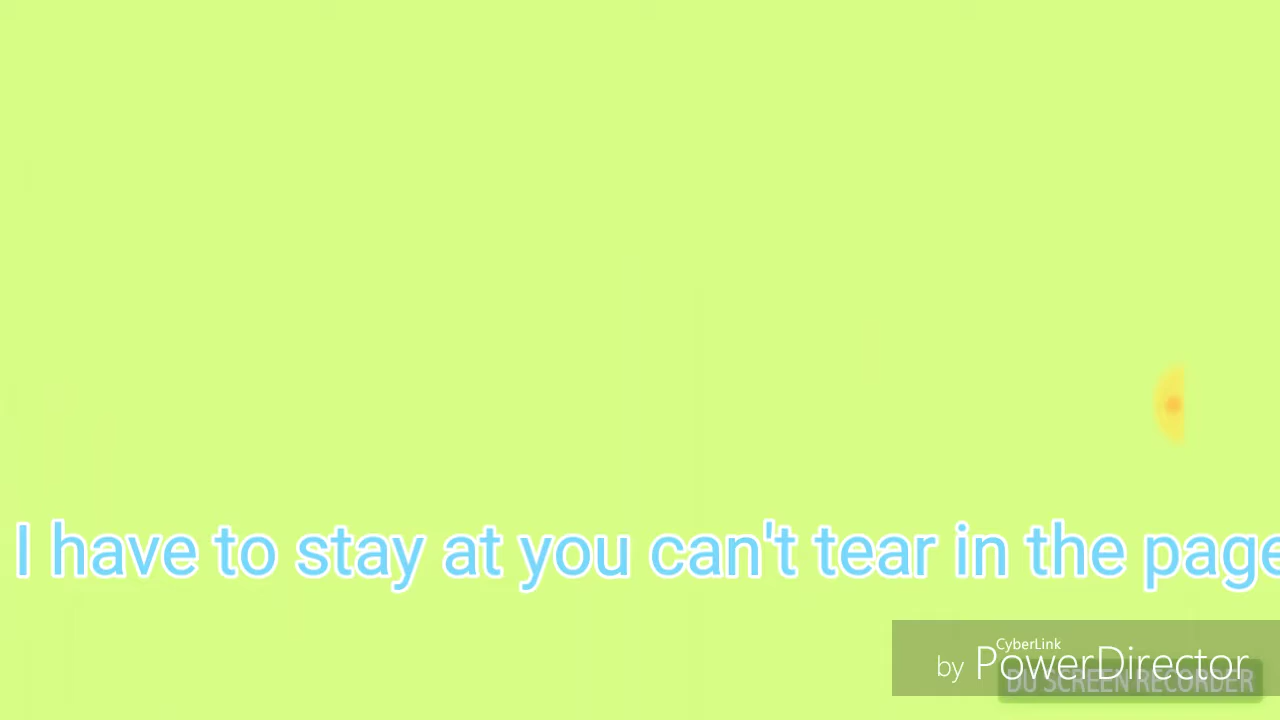 I have to stay at you can't tear in the page
CyberLink
by PowerDirector
DU SCREEN RECORDER